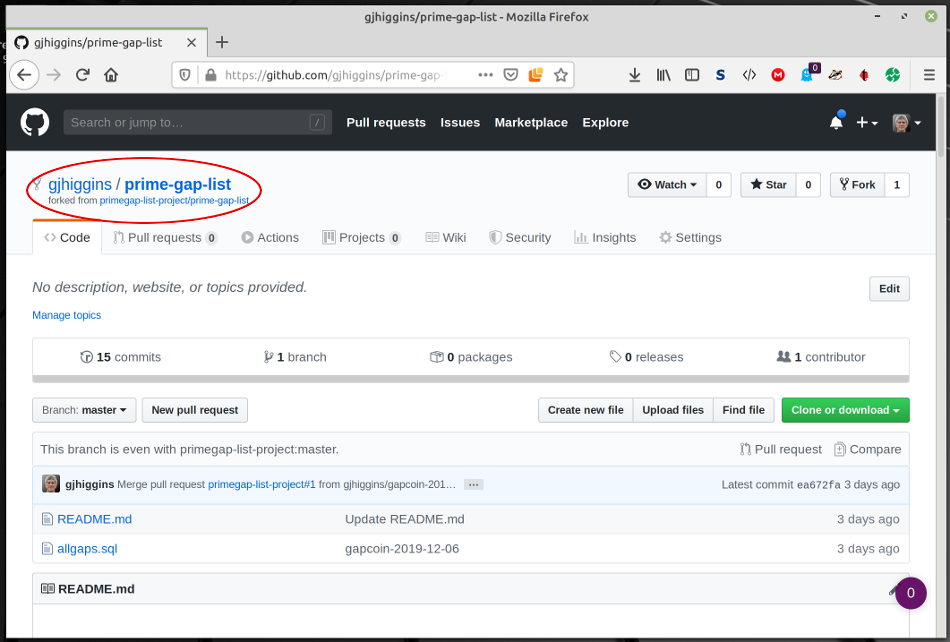 gjhiggins/prime-gap-list - Mozilla Firefox
gjhiggins/prime-gap-list
https://github.com/gjhiggins/prime-gap-
S M 0
Search or jump to… / Pull requests Issues Marketplace Explore
gjhiggins / prime-gap-list Watch 0 Star 0 Fork 1
forked from primegap-list-project/prime-gap-list
Code Pull requests 0 Actions Projects 0 Wiki Security Insights Settings
No description, website, or topics provided. Edit
Manage topics
15 commits 1 branch 0 packages 0 releases 1 contributor
Branch: master New pull request Create new file Upload files Find file Clone or download
This branch is even with primegap-list-project:master. Pull request Compare
gjhiggins Merge pull request primegap-list-project#1 from gjhiggins/gapcoin-201… … Latest commit ea672fa 3 days ago
README.md Update README.md 3 days ago
allgaps.sql gapcoin-2019-12-06 3 days ago
README.md
0